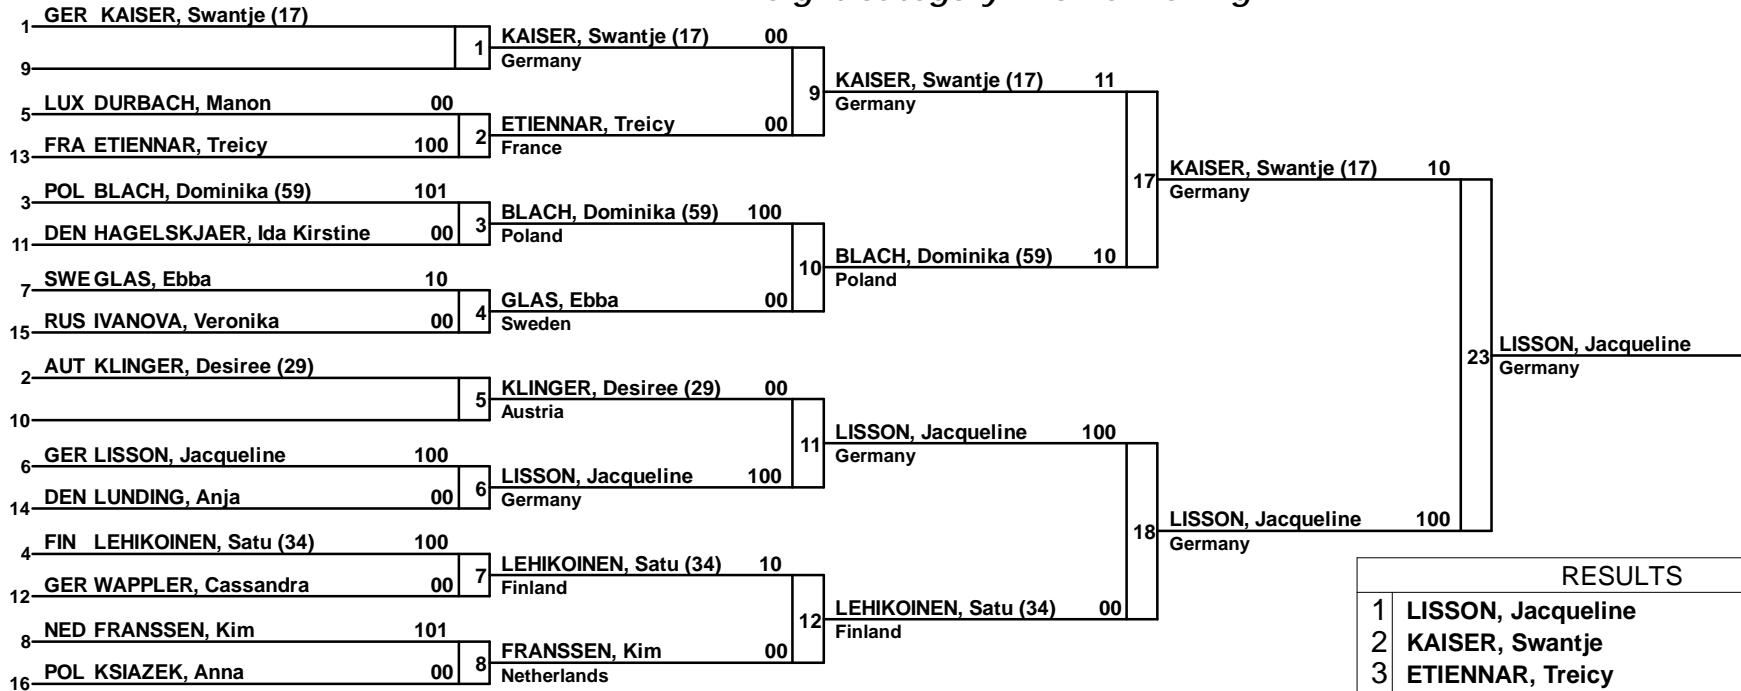 1 GER KAISER, Swantje (17)
9
1
5 LUX DURBACH, Manon 00
13 FRA ETIENNAR, Treicy 100
2
3 POL BLACH, Dominika (59) 101
11 DEN HAGELSKJAER, Ida Kirstine 00
3
7 SWE GLAS, Ebba 10
15 RUS IVANOVA, Veronika 00
4
2 AUT KLINGER, Desiree (29)
10
5
6 GER LISSON, Jacqueline 100
14 DEN LUNDING, Anja 00
6
4 FIN LEHIKOINEN, Satu (34) 100
12 GER WAPPLER, Cassandra 00
7
8 NED FRANSSEN, Kim 101
16 POL KSIAZEK, Anna 00
8
KAISER, Swantje (17) 00
Germany
ETIENNAR, Treicy 00
France
9
BLACH, Dominika (59) 100
Poland
GLAS, Ebba 00
Sweden
10
KLINGER, Desiree (29) 00
Austria
LISSON, Jacqueline 100
Germany
11
LEHIKOINEN, Satu (34) 10
Finland
FRANSSEN, Kim 00
Netherlands
12
KAISER, Swantje (17) 11
Germany
BLACH, Dominika (59) 10
Poland
17
LISSON, Jacqueline 100
Germany
LEHIKOINEN, Satu (34) 00
Finland
18
KAISER, Swantje (17) 10
Germany
LISSON, Jacqueline 100
Germany
23
LISSON, Jacqueline
Germany
RESULTS
1 LISSON, Jacqueline
2 KAISER, Swantje
3 ETIENNAR, Treicy